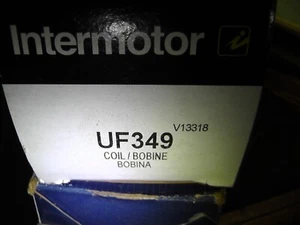 Intermotor i
V13318
UF349
COIL/BOBINE
BOBINA